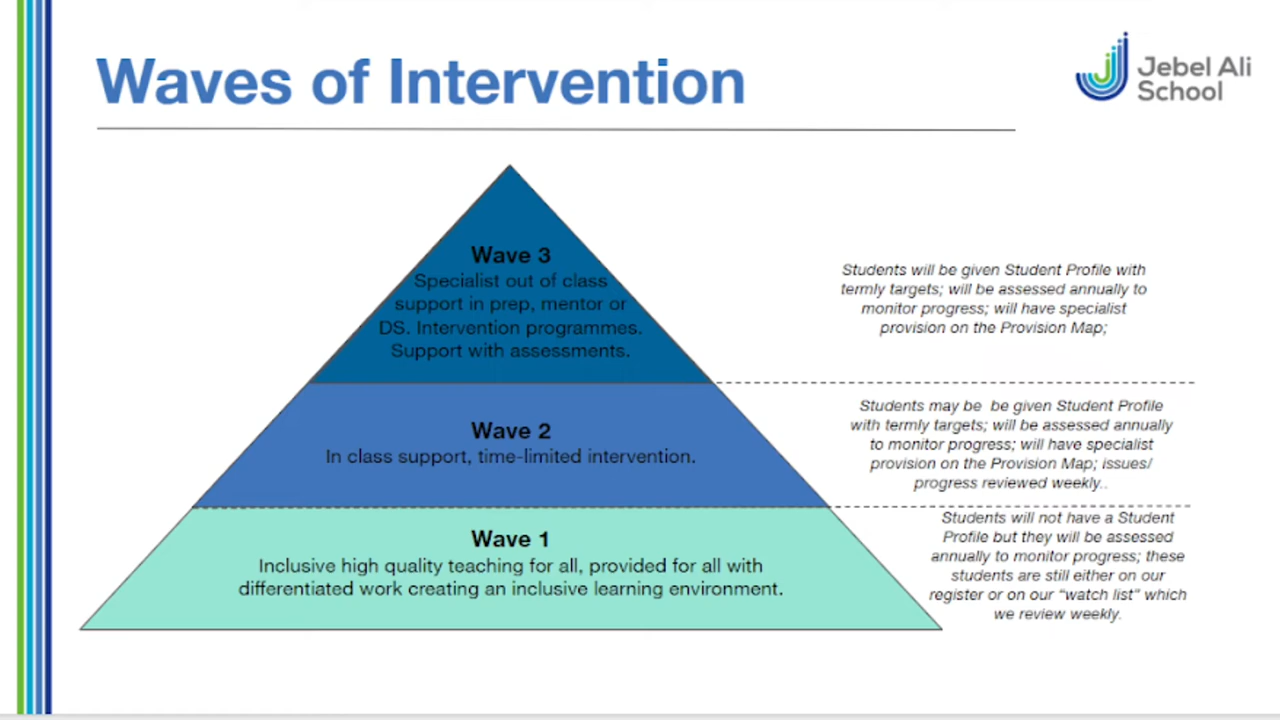 Waves of Intervention
Jebel Ali
School
Wave 3
Specialist out of class
support in prep, mentor or
DS. Intervention programmes.
Support with assessments.
Students will be given Student Profile with
termly targets; will be assessed annually to
monitor progress; will have specialist
provision on the Provision Map;
Wave 2
In class support, time-limited intervention.
Students may be  be given Student Profile
with termly targets; will be assessed annually
to monitor progress; will have specialist
provision on the Provision Map; issues/
progress reviewed weekly..
Wave 1
Inclusive high quality teaching for all, provided for all with
differentiated work creating an inclusive learning environment.
Students will not have a Student
Profile but they will be assessed
annually to monitor progress; these
students are still either on our
register or on our “watch list” which
we review weekly.